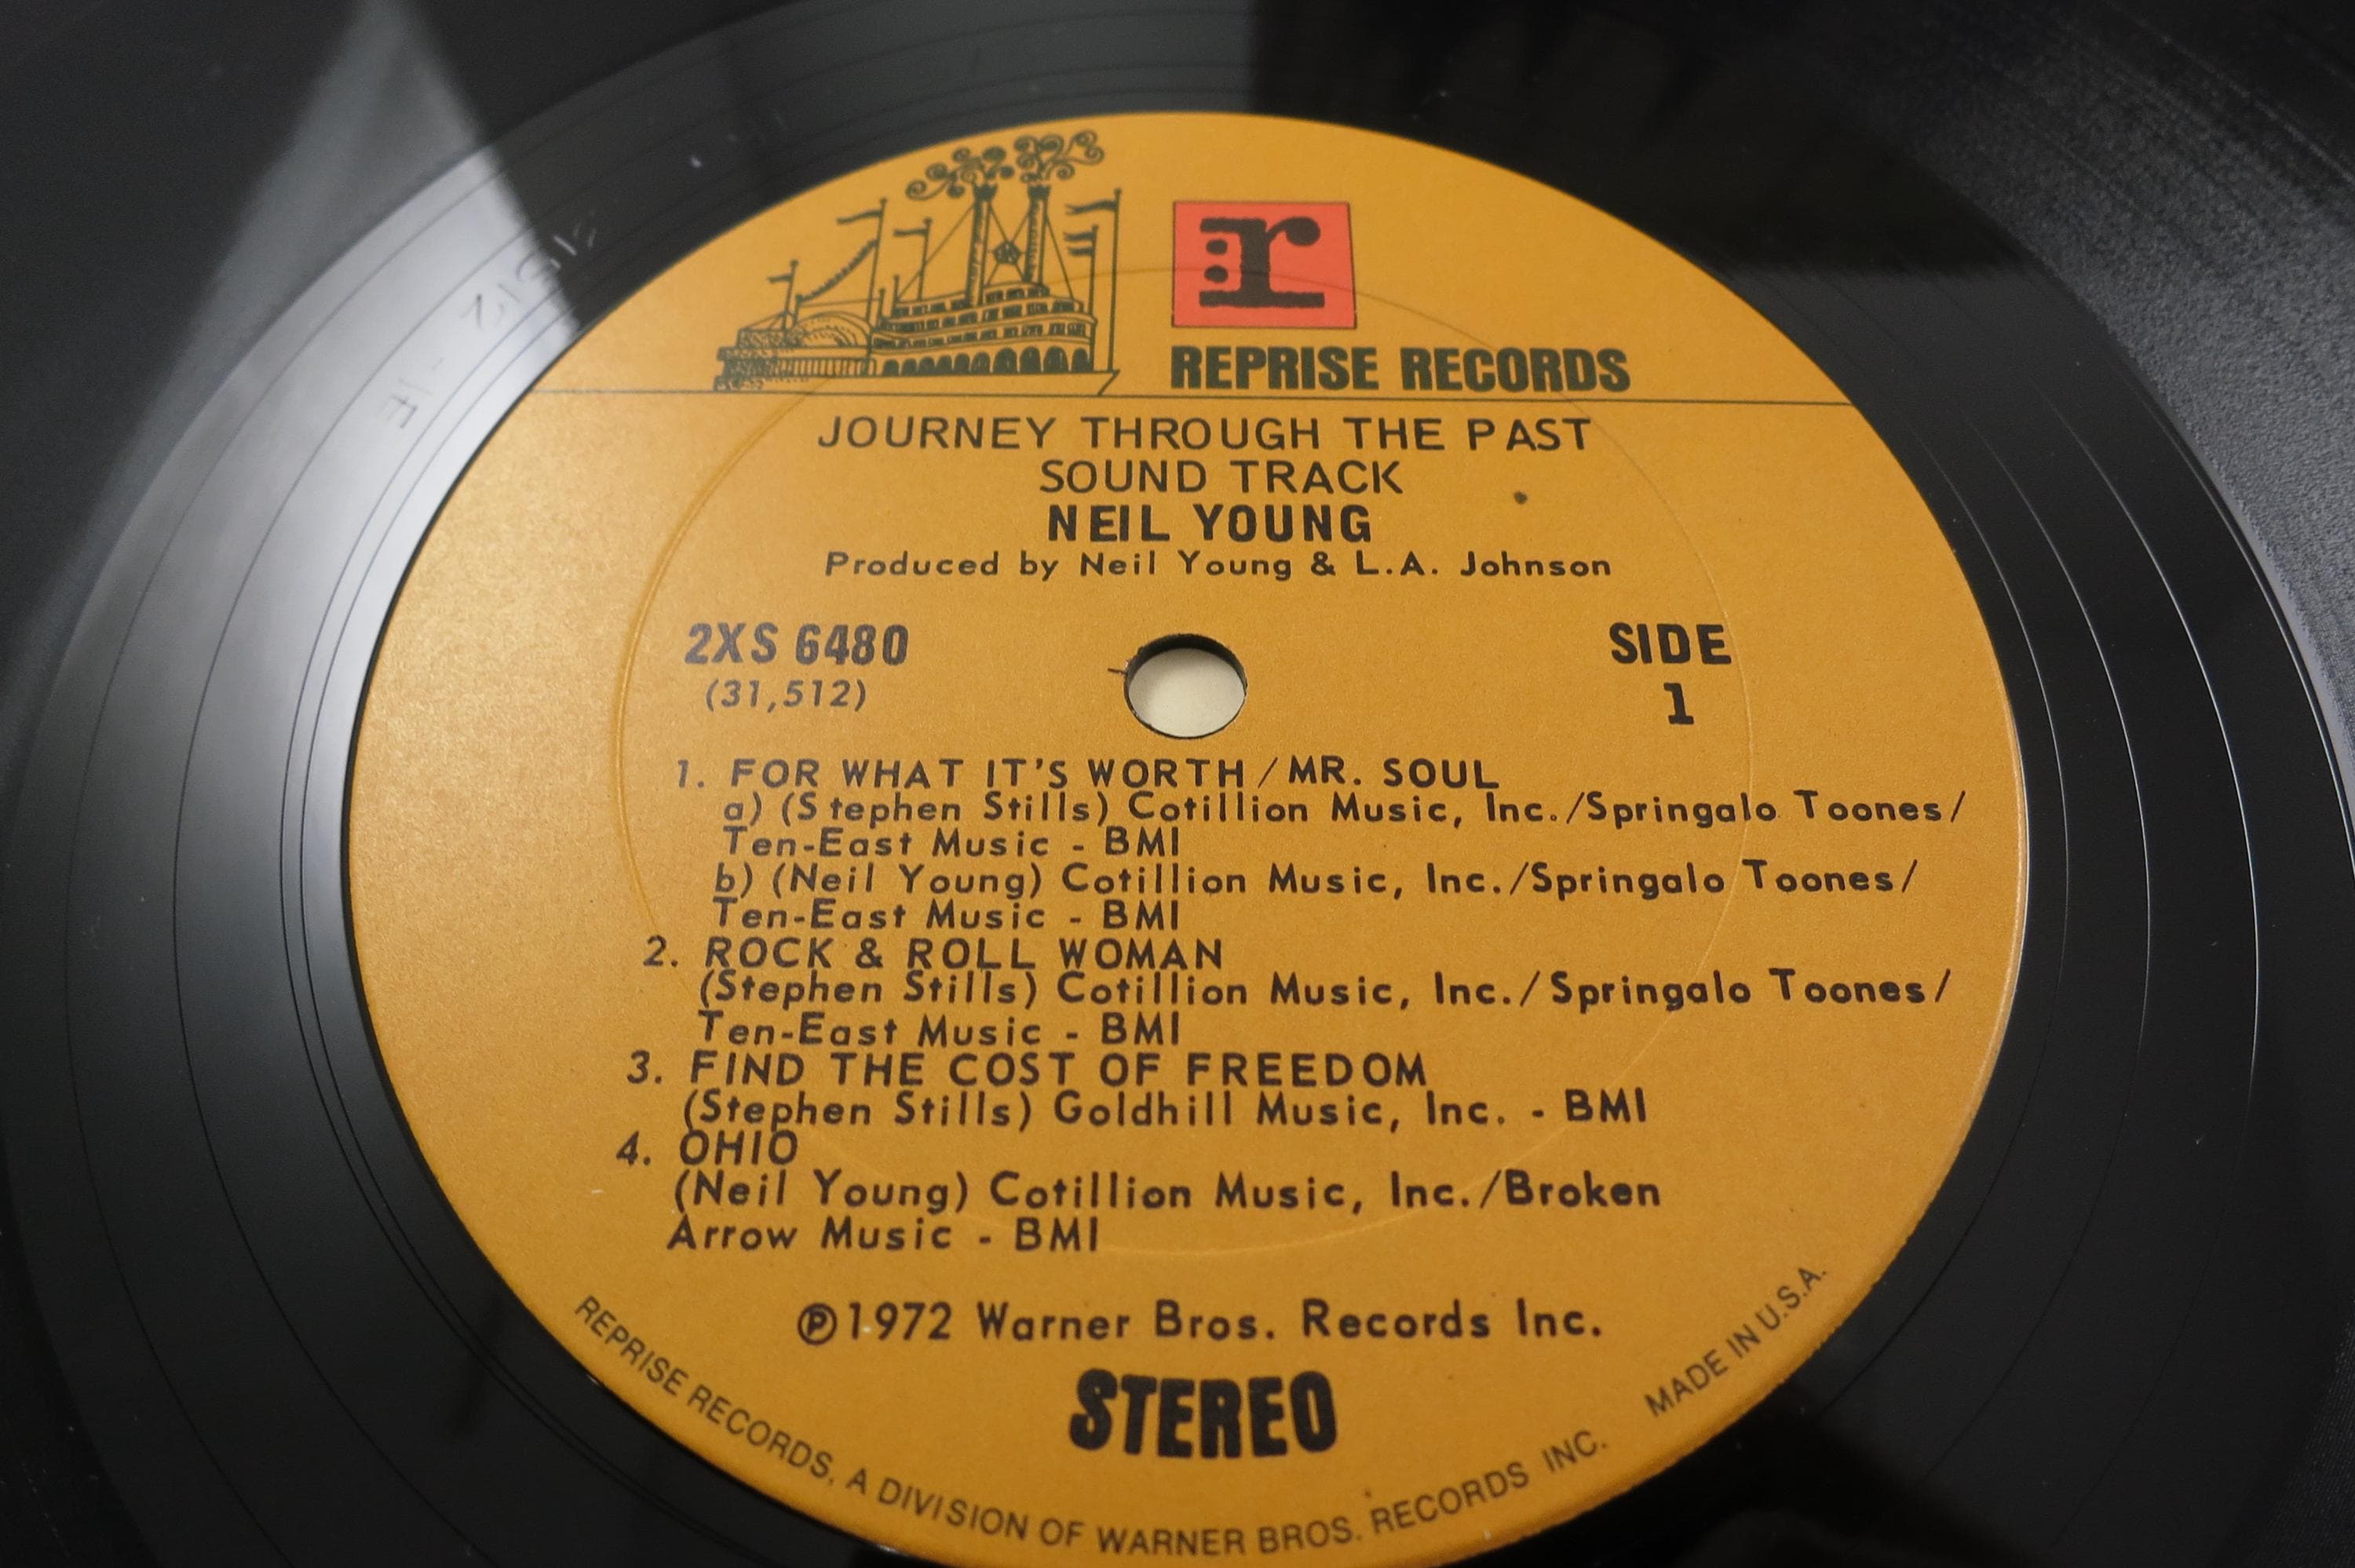 r
REPRISE RECORDS
JOURNEY THROUGH THE PAST
SOUND TRACK
NEIL YOUNG
Produced by Neil Young & L.A. Johnson
2XS 6480
(31,512)
SIDE
1
1. FOR WHAT IT'S WORTH/MR. SOUL
a) (Stephen Stills) Cotillion Music, Inc./Springalo Toones/
Ten-East Music - BMI
b) (Neil Young) Cotillion Music, Inc./Springalo Toones/
Ten-East Music - BMI
2. ROCK & ROLL WOMAN
(Stephen Stills) Cotillion Music, Inc./Springalo Toones/
Ten-East Music - BMI
3. FIND THE COST OF FREEDOM
(Stephen Stills) Goldhill Music, Inc. - BMI
4. OHIO
(Neil Young) Cotillion Music, Inc./Broken
Arrow Music - BMI
℗1972 Warner Bros. Records Inc.
STEREO
REPRISE RECORDS, A DIVISION OF WARNER BROS. RECORDS INC. MADE IN U.S.A.